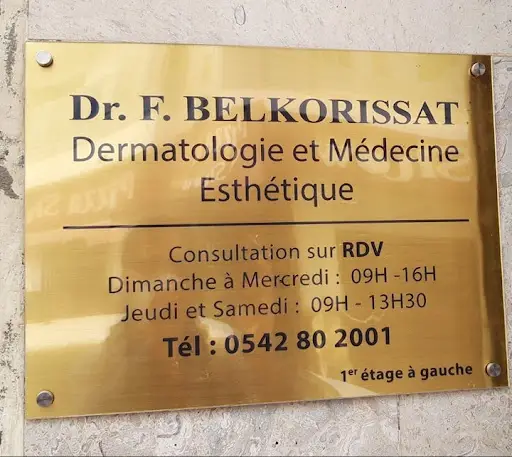 Dr. F. BELKORISSAT
Dermatologie et Médecine
Esthétique
Consultation sur RDV
Dimanche à Mercredi : 09H -16H
Jeudi et Samedi : 09H - 13H30
Tél : 0542 80 2001
1er étage à gauche